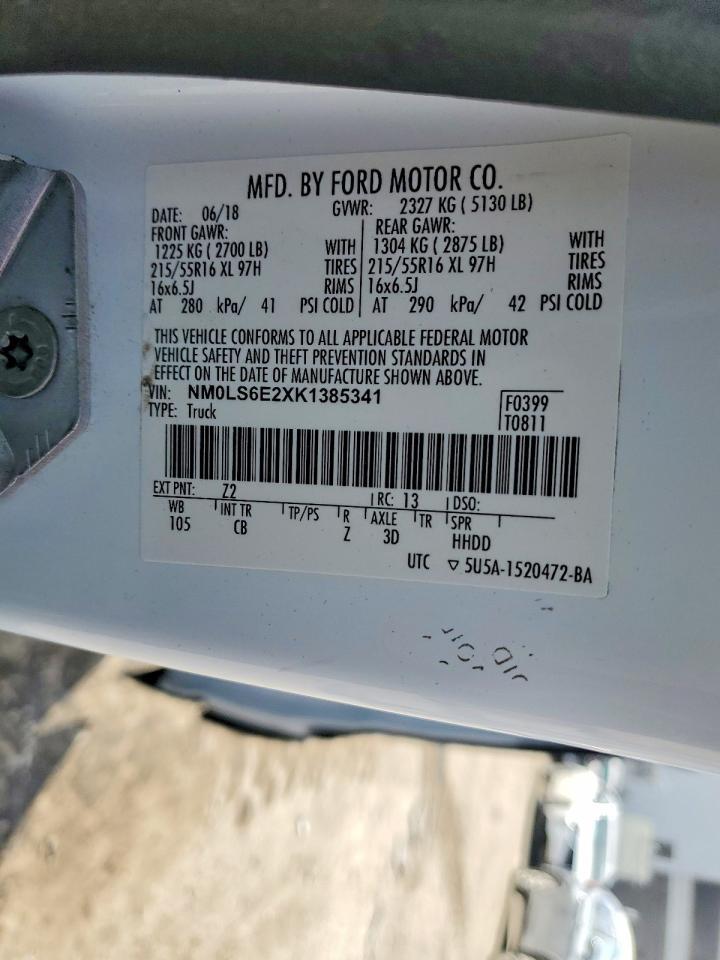 MFD. BY FORD MOTOR CO.
DATE: 06/18 GVWR: 2327 KG ( 5130 LB)
FRONT GAWR: REAR GAWR:
1225 KG ( 2700 LB) WITH 1304 KG ( 2875 LB) WITH
215/55R16 XL 97H TIRES 215/55R16 XL 97H TIRES
16x6.5J RIMS 16x6.5J RIMS
AT 280 kPa/ 41 PSI COLD AT 290 kPa/ 42 PSI COLD
THIS VEHICLE CONFORMS TO ALL APPLICABLE FEDERAL MOTOR
VEHICLE SAFETY AND THEFT PREVENTION STANDARDS IN
EFFECT ON THE DATE OF MANUFACTURE SHOWN ABOVE.
VIN: NM0LS6E2XK1385341 F0399
TYPE: Truck T0811
EXT PNT: Z2 RC: 13 DSO:
WB INT TR TP/PS R AXLE TR SPR
105 CB Z 3D HHDD
UTC ▽ 5U5A-1520472-BA